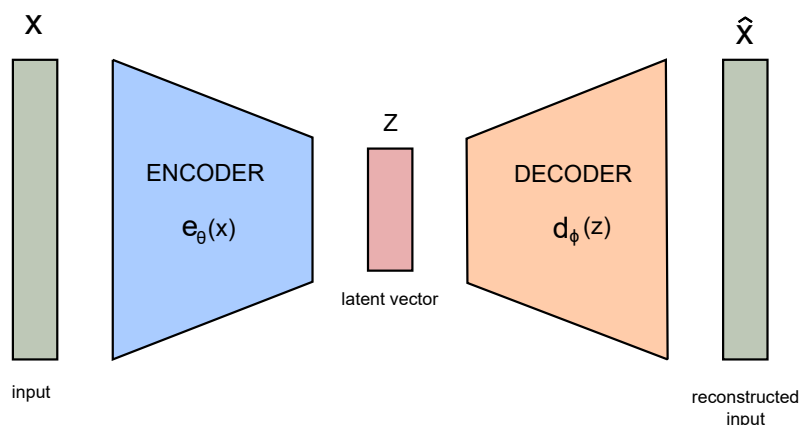 X
input
ENCODER
eθ(x)
Z
latent vector
DECODER
dϕ(z)
X̂
reconstructed
input